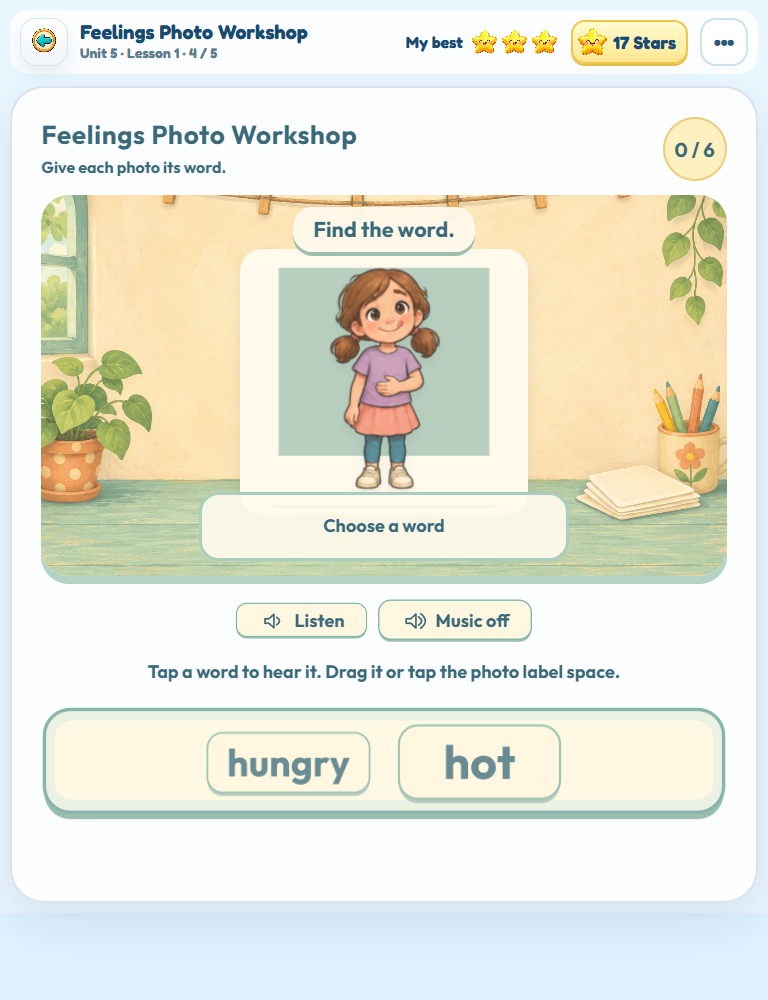 Feelings Photo Workshop
Unit 5 · Lesson 1 · 4 / 5
My best
17 Stars
Feelings Photo Workshop
Give each photo its word.
0 / 6
Find the word.
Choose a word
Listen
Music off
Tap a word to hear it. Drag it or tap the photo label space.
hungry
hot